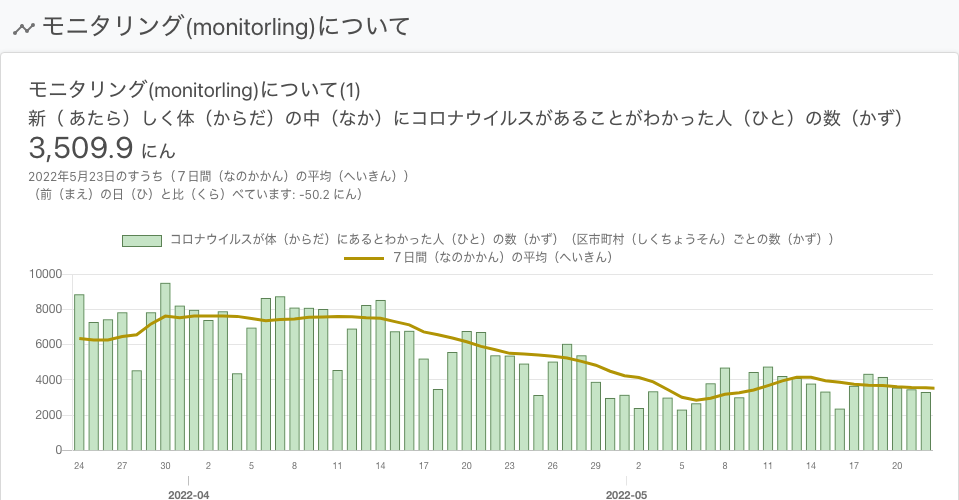 モニタリング(monitorling)について
モニタリング(monitorling)について(1)
新（ あたら）しく体（からだ）の中（なか）にコロナウイルスがあることがわかった人（ひと）の数（かず）
3,509.9 にん
2022年5月23日のすうち（７日間（なのかかん）の平均（へいきん））
（前（まえ）の日（ひ）と比（くら）べています: -50.2 にん）
コロナウイルスが体（からだ）にあるとわかった人（ひと）の数（かず）（区市町村（しくちょうそん）ごとの数（かず））
７日間（なのかかん）の平均（へいきん）
10000
8000
6000
4000
2000
0
24 27 30 2 5 8 11 14 17 20 23 26 29 2 5 8 11 14 17 20
2022-04 2022-05